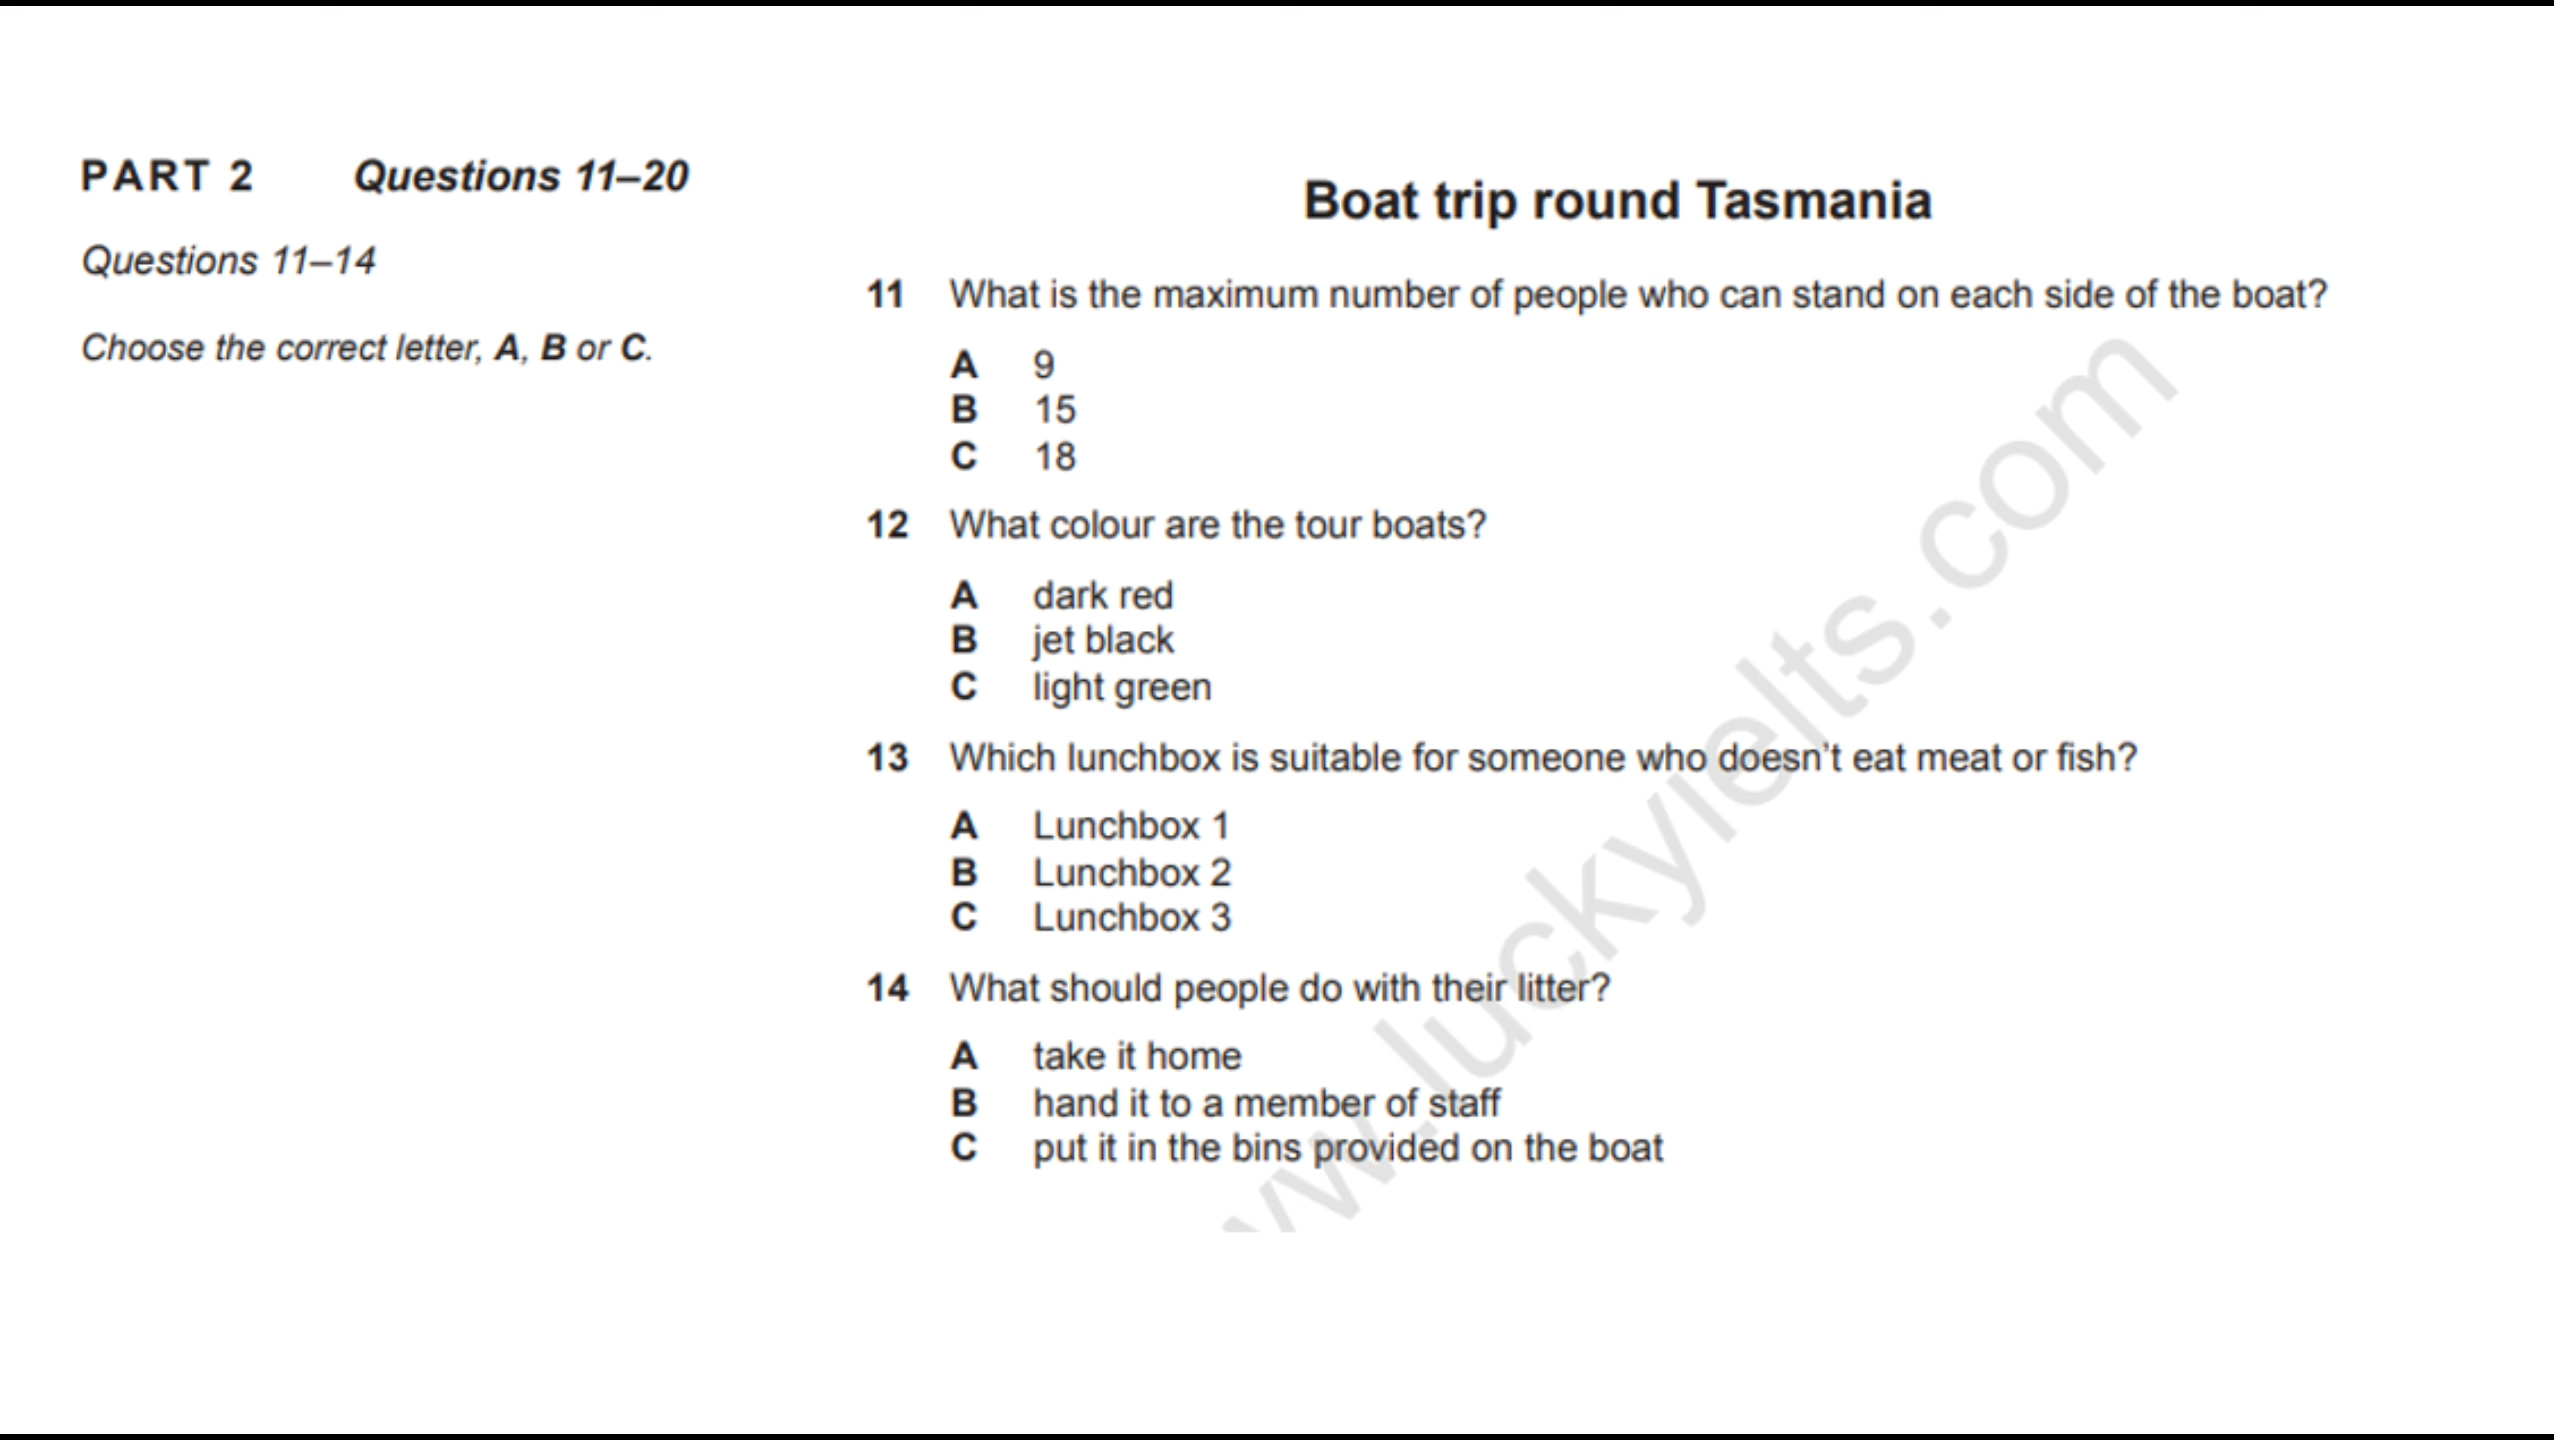 PART 2 Questions 11–20
Questions 11–14
Choose the correct letter, A, B or C.
Boat trip round Tasmania
11 What is the maximum number of people who can stand on each side of the boat?
A 9
B 15
C 18
12 What colour are the tour boats?
A dark red
B jet black
C light green
13 Which lunchbox is suitable for someone who doesn't eat meat or fish?
A Lunchbox 1
B Lunchbox 2
C Lunchbox 3
14 What should people do with their litter?
A take it home
B hand it to a member of staff
C put it in the bins provided on the boat
w.luckyielts.com